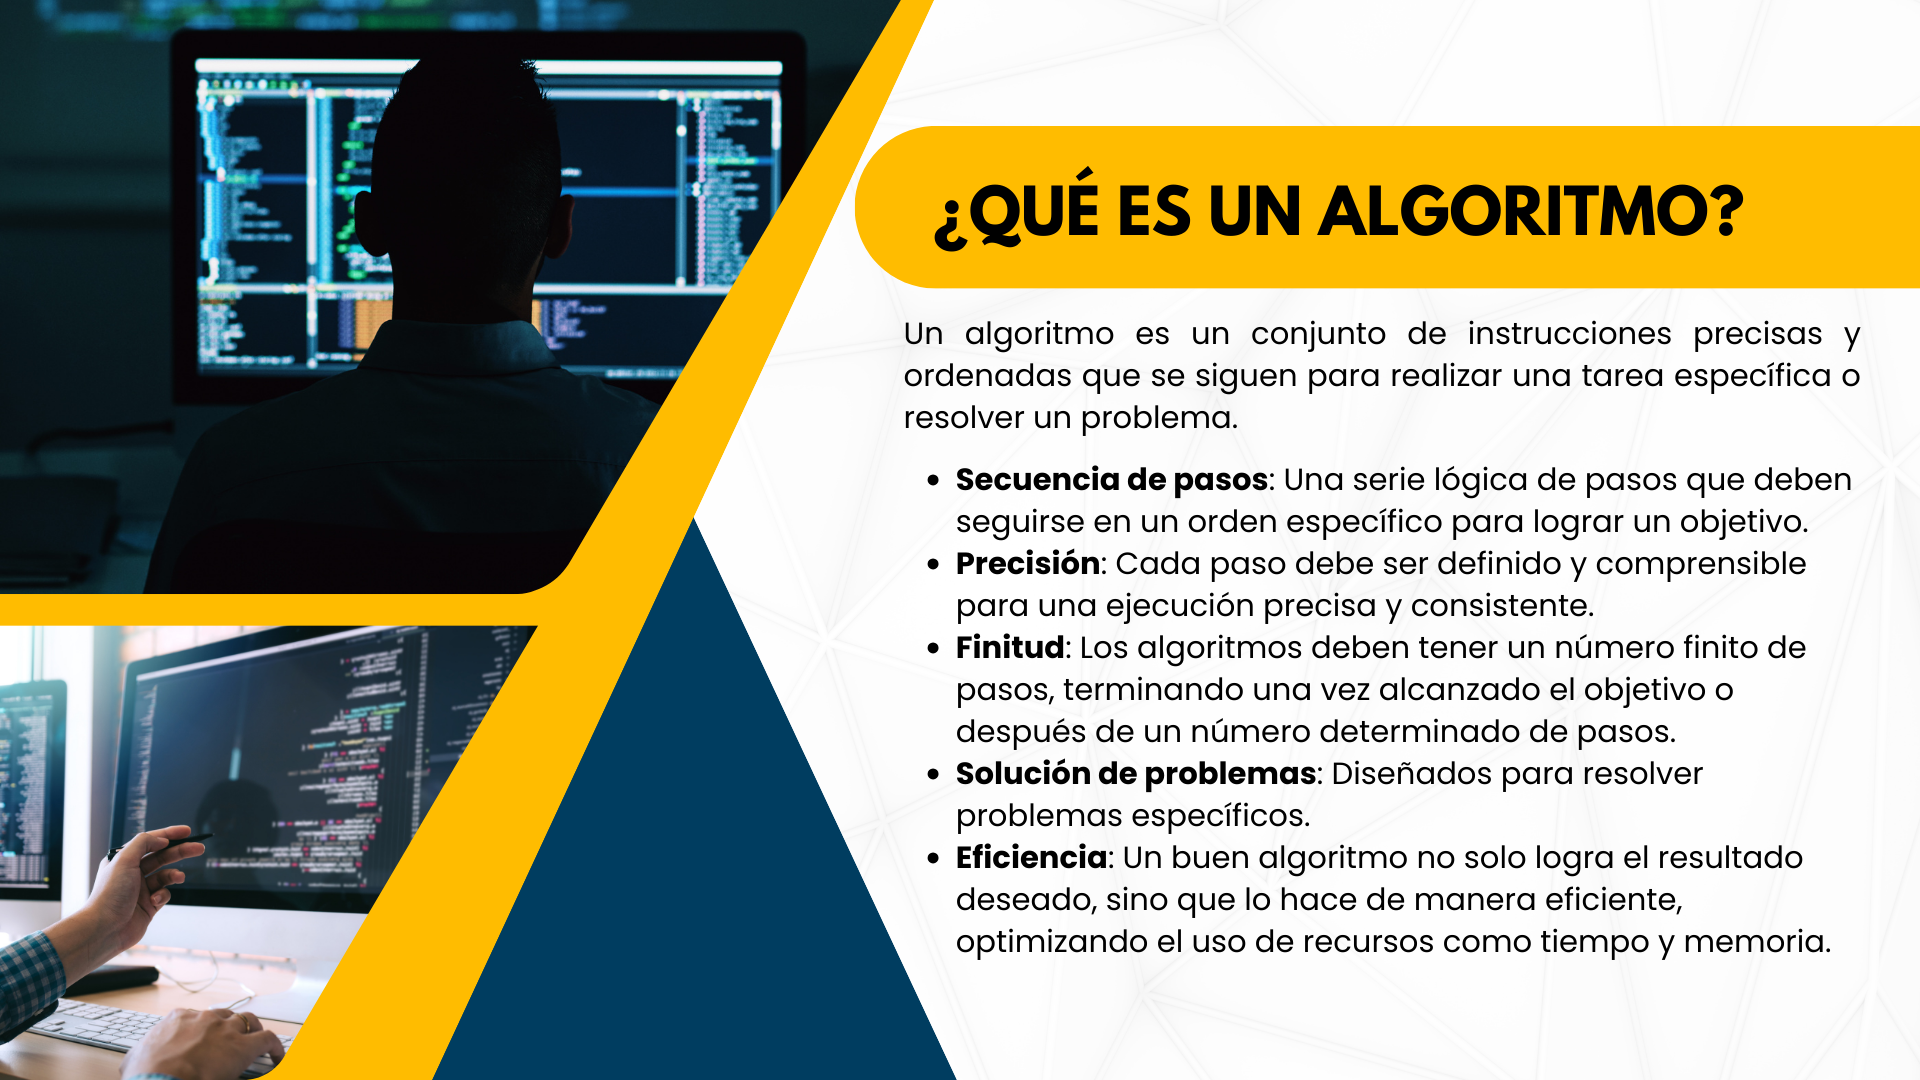 ¿QUÉ ES UN ALGORITMO?
Un algoritmo es un conjunto de instrucciones precisas y
ordenadas que se siguen para realizar una tarea específica o
resolver un problema.
• Secuencia de pasos: Una serie lógica de pasos que deben
seguirse en un orden específico para lograr un objetivo.
• Precisión: Cada paso debe ser definido y comprensible
para una ejecución precisa y consistente.
• Finitud: Los algoritmos deben tener un número finito de
pasos, terminando una vez alcanzado el objetivo o
después de un número determinado de pasos.
• Solución de problemas: Diseñados para resolver
problemas específicos.
• Eficiencia: Un buen algoritmo no solo logra el resultado
deseado, sino que lo hace de manera eficiente,
optimizando el uso de recursos como tiempo y memoria.